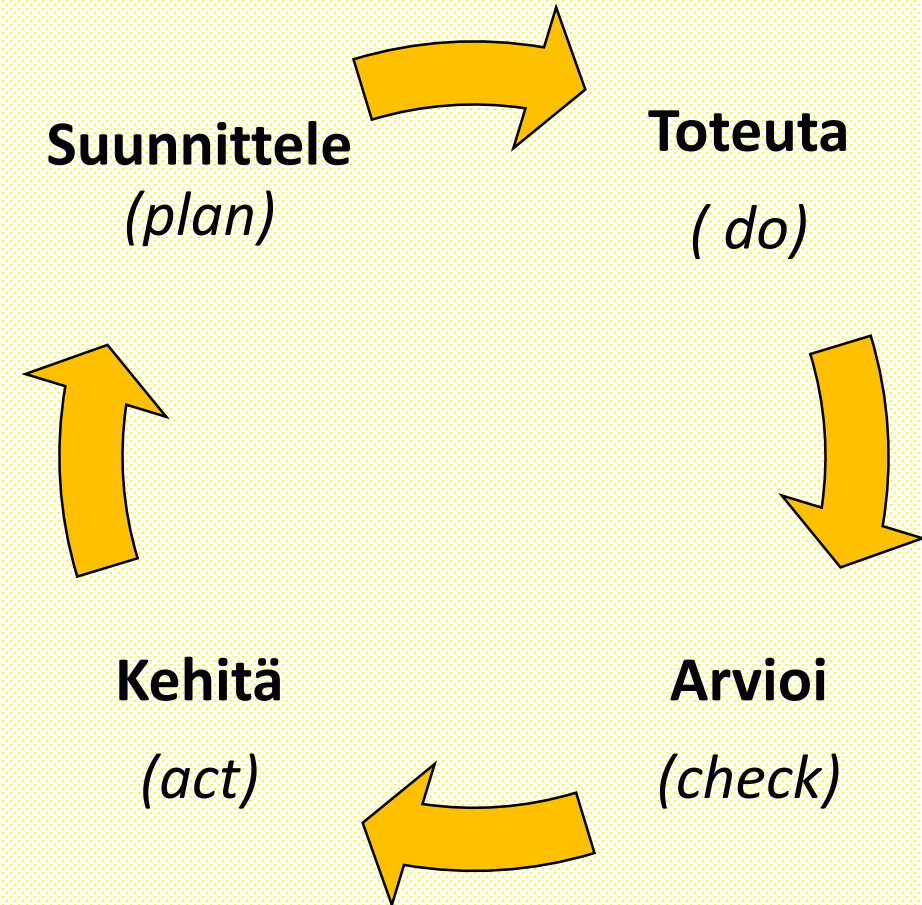 Suunnittele
(plan)
Toteuta
( do)
Kehitä
(act)
Arvioi
(check)